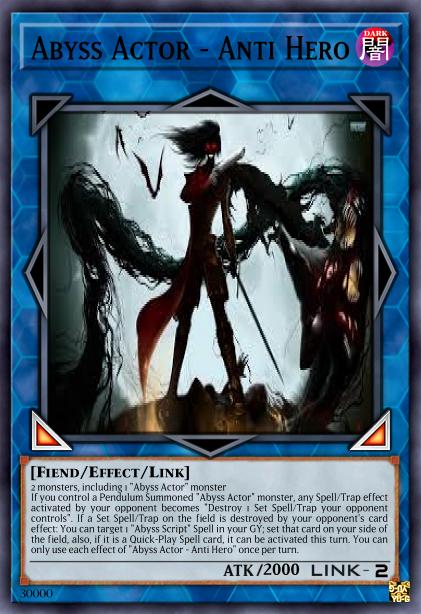 Abyss Actor - Anti Hero
DARK
闇
[Fiend/Effect/Link]
2 monsters, including 1 "Abyss Actor" monster
If you control a Pendulum Summoned "Abyss Actor" monster, any Spell/Trap effect
activated by your opponent becomes "Destroy 1 Set Spell/Trap your opponent
controls". If a Set Spell/Trap on the field is destroyed by your opponent's card
effect: You can target 1 "Abyss Script" Spell in your GY; set that card on your side of
the field, also, if it is a Quick-Play Spell card, it can be activated this turn. You can
only use each effect of "Abyss Actor - Anti Hero" once per turn.
ATK/2000 LINK-2
30000